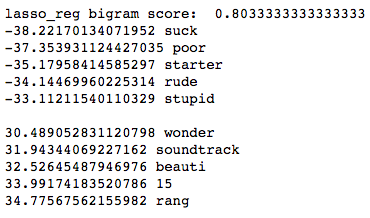 lasso_reg bigram score:  0.8033333333333333
-38.22170134071952 suck
-37.353931124427035 poor
-35.17958414585297 starter
-34.14469960225314 rude
-33.11211540110329 stupid

30.489052831120798 wonder
31.94344069227162 soundtrack
32.52645487946976 beauti
33.99174183520786 15
34.77567562155982 rang